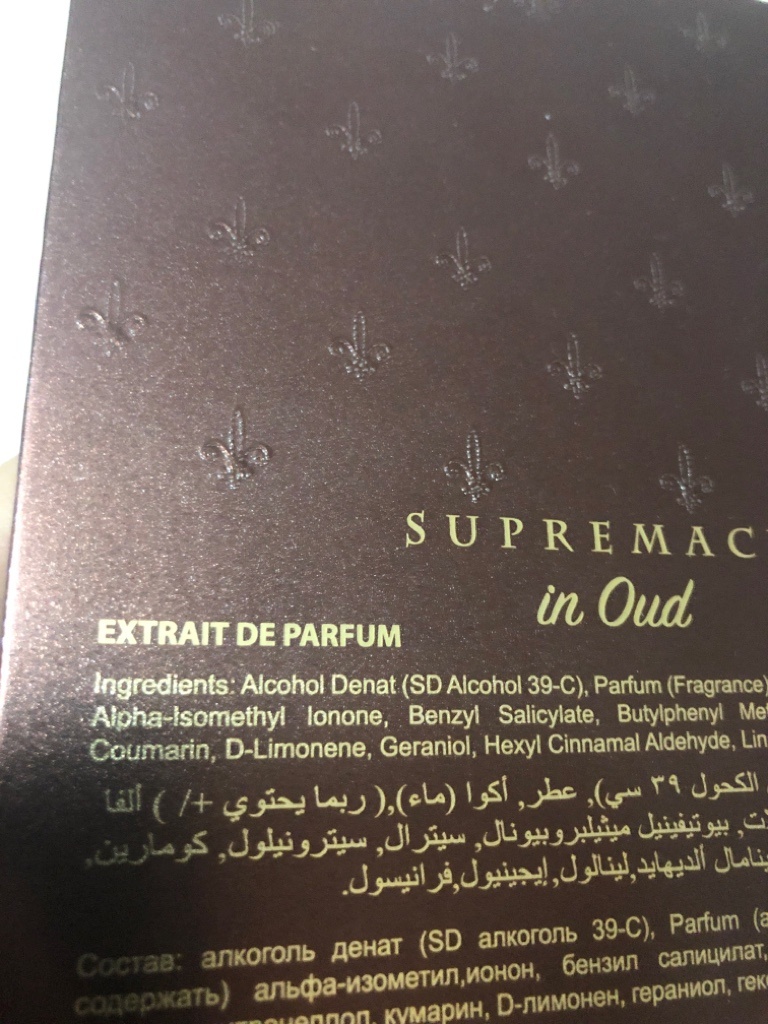 SUPREMAC
in Oud
EXTRAIT DE PARFUM
Ingredients: Alcohol Denat (SD Alcohol 39-C), Parfum (Fragrance)
Alpha-Isomethyl Ionone, Benzyl Salicylate, Butylphenyl Met
Coumarin, D-Limonene, Geraniol, Hexyl Cinnamal Aldehyde, Lin
الكحول ٣٩ سي), عطر, أكوا (ماء),( ربما يحتوي +/ ) ألفا
بيوتيفينيل ميثيلبروبيونال, سيترال, سيترونيلول, كومارين,
ينامال ألديهايد,لينالول,إيجينيول,فرانيسول.
Состав: алкоголь денат (SD алкоголь 39-C), Parfum (а
содержать) альфа-изометил,ионон, бензил салицилат,
кумарин, D-лимонен, гераниол, гек